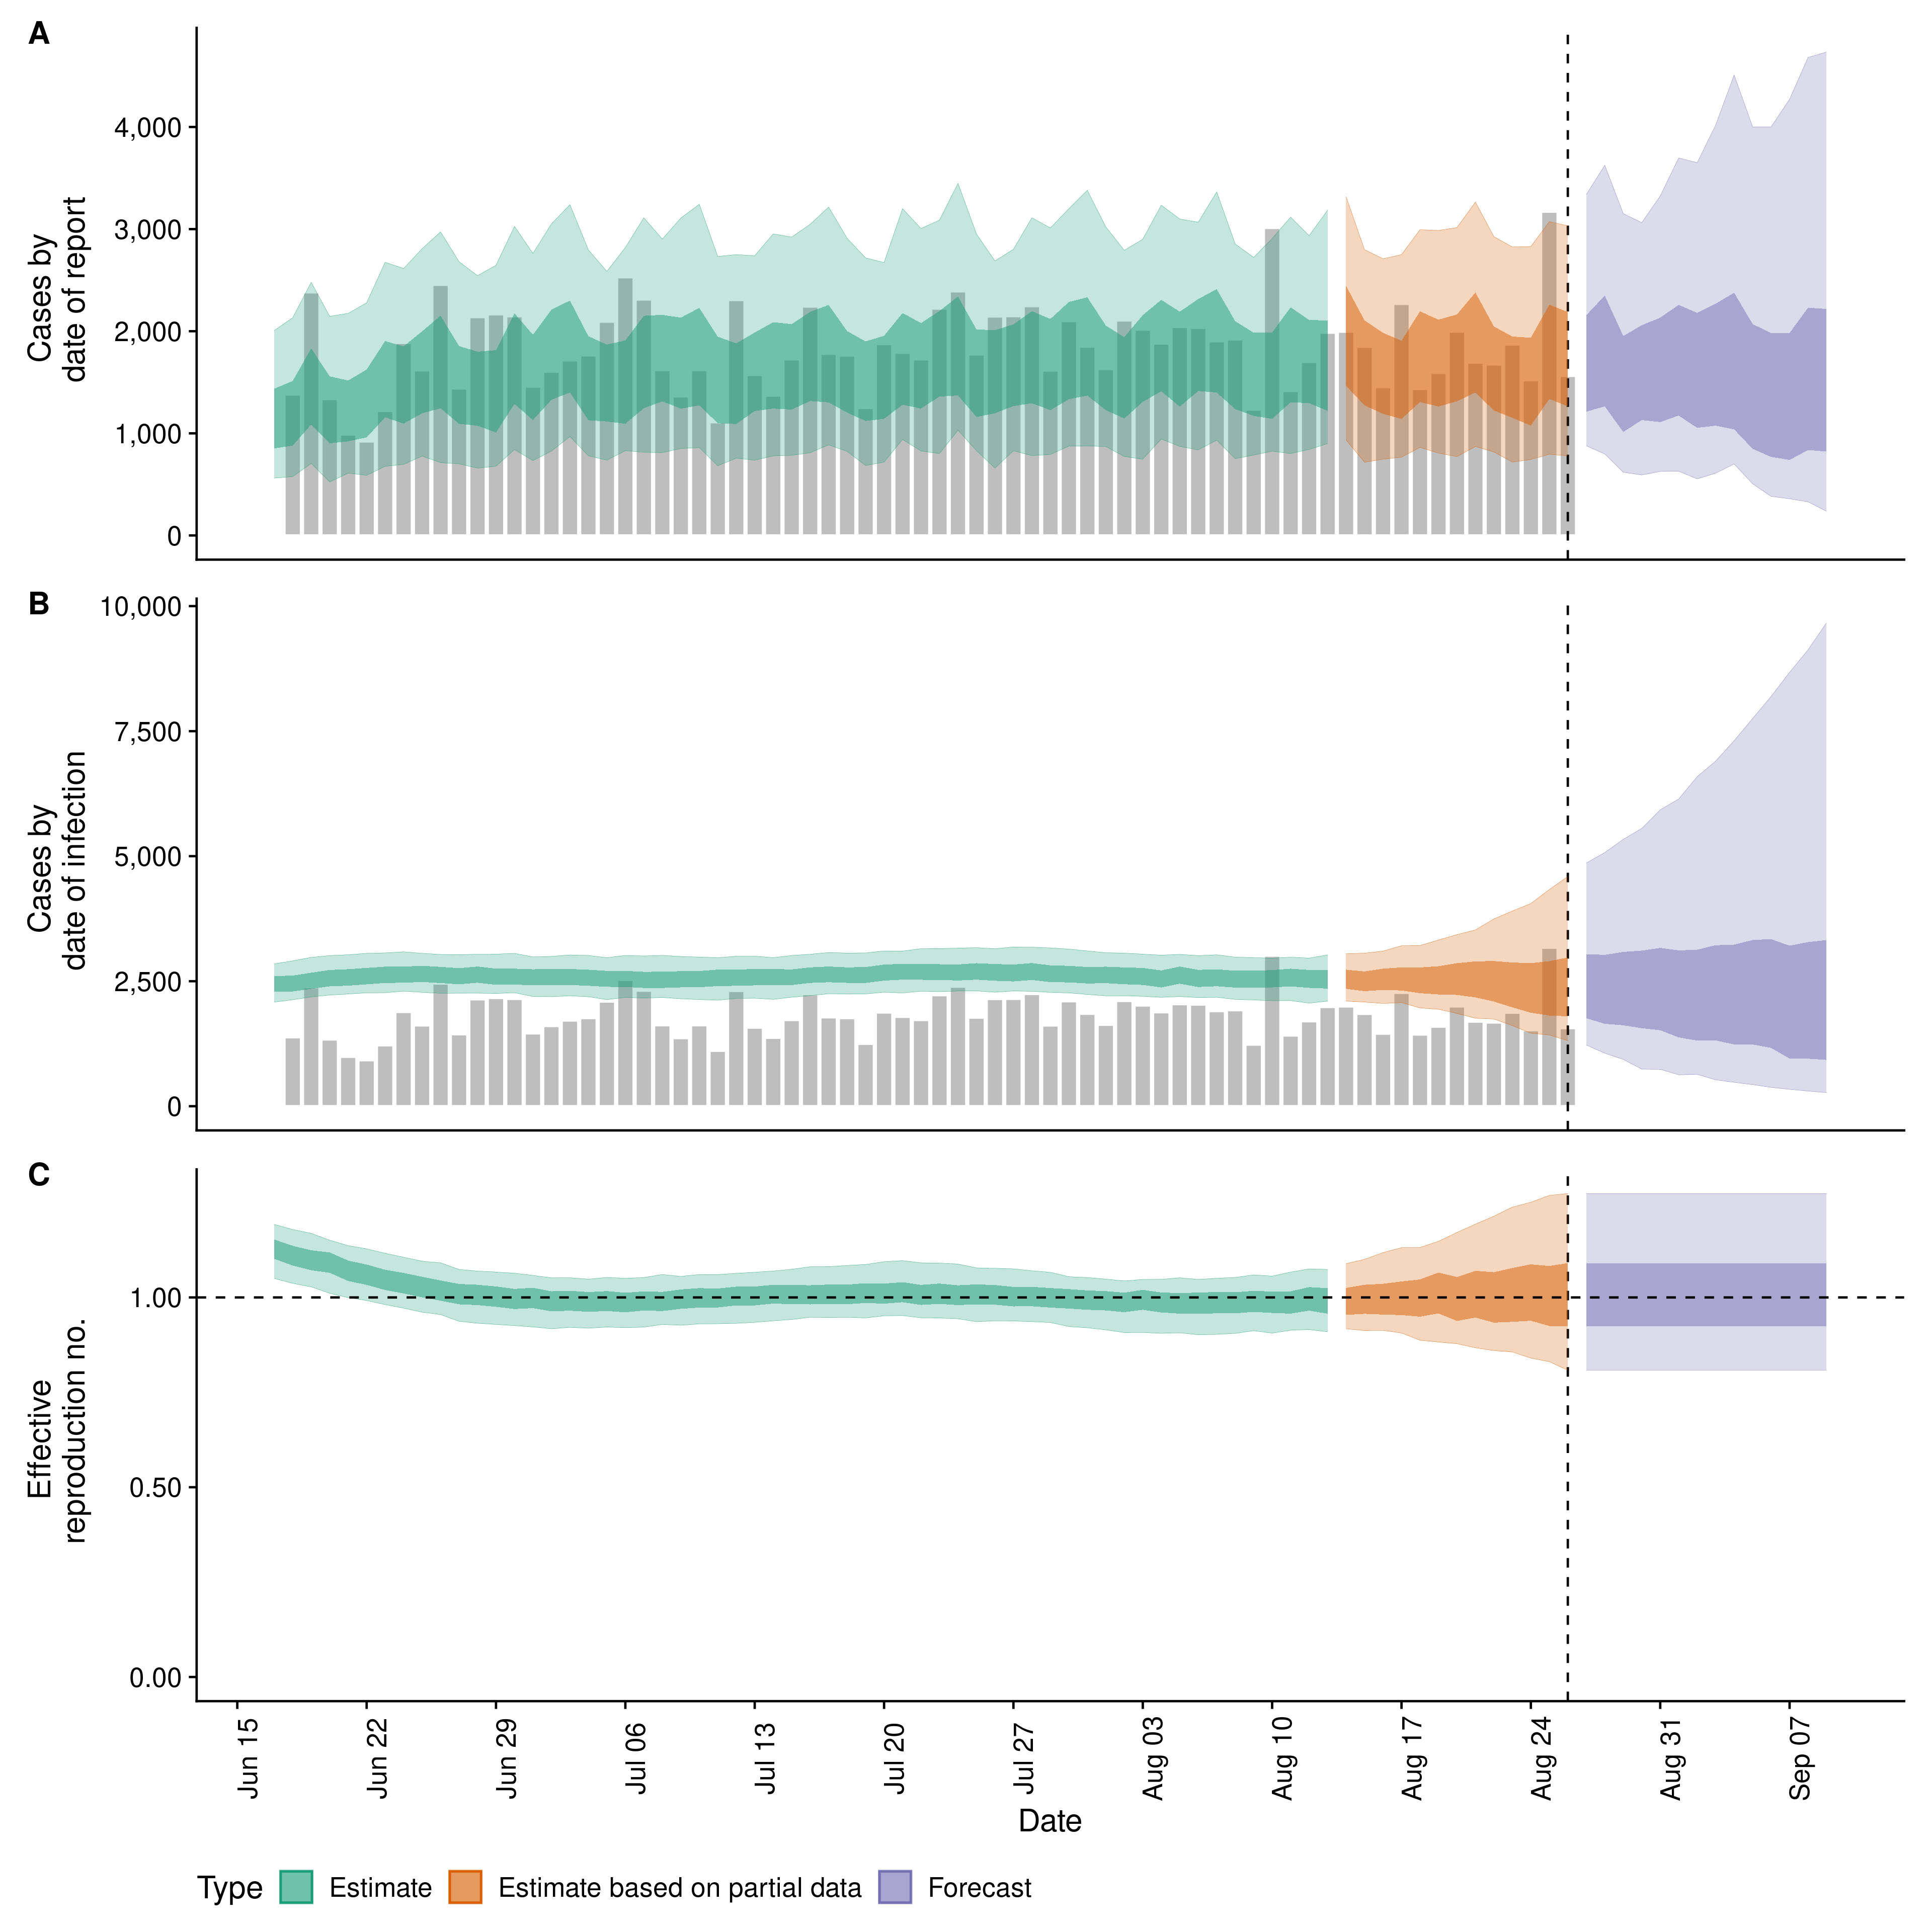 A
Cases by
date of report
4,000
3,000
2,000
1,000
0
B
Cases by
date of infection
10,000
7,500
5,000
2,500
0
C
Effective
reproduction no.
1.00
0.50
0.00
Jun 15
Jun 22
Jun 29
Jul 06
Jul 13
Jul 20
Jul 27
Aug 03
Aug 10
Aug 17
Aug 24
Aug 31
Sep 07
Date
Type Estimate Estimate based on partial data Forecast